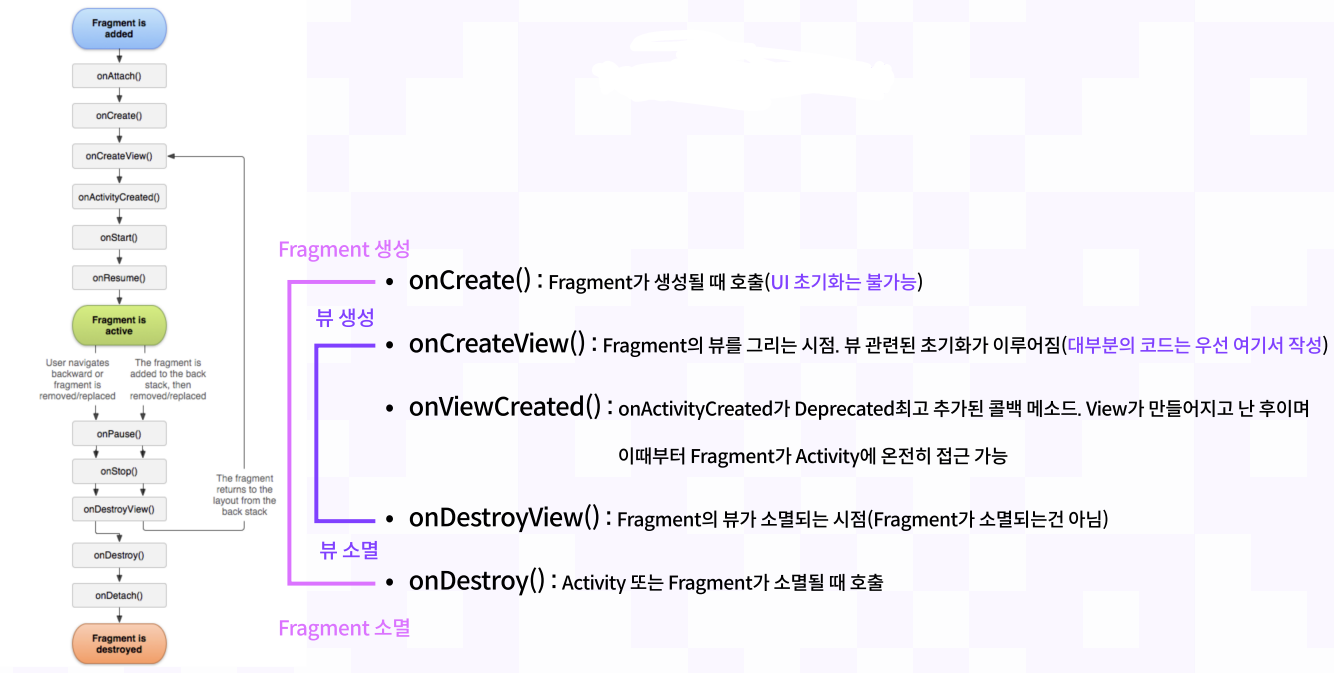 Fragment is
added
onAttach()
onCreate()
onCreateView()
onActivityCreated()
onStart()
onResume()
Fragment is
active
User navigates
backward or
fragment is
removed/replaced
The fragment is
added to the back
stack, then
removed/replaced
onPause()
onStop()
onDestroyView()
The fragment
returns to the
layout from the
back stack
onDestroy()
onDetach()
Fragment is
destroyed
Fragment 생성
• onCreate() : Fragment가 생성될 때 호출(UI 초기화는 불가능)
뷰 생성
• onCreateView() : Fragment의 뷰를 그리는 시점. 뷰 관련된 초기화가 이루어짐(대부분의 코드는 우선 여기서 작성)
• onViewCreated() : onActivityCreated가 Deprecated최고 추가된 콜백 메소드. View가 만들어지고 난 후이며
이때부터 Fragment가 Activity에 온전히 접근 가능
• onDestroyView() : Fragment의 뷰가 소멸되는 시점(Fragment가 소멸되는건 아님)
뷰 소멸
• onDestroy() : Activity 또는 Fragment가 소멸될 때 호출
Fragment 소멸